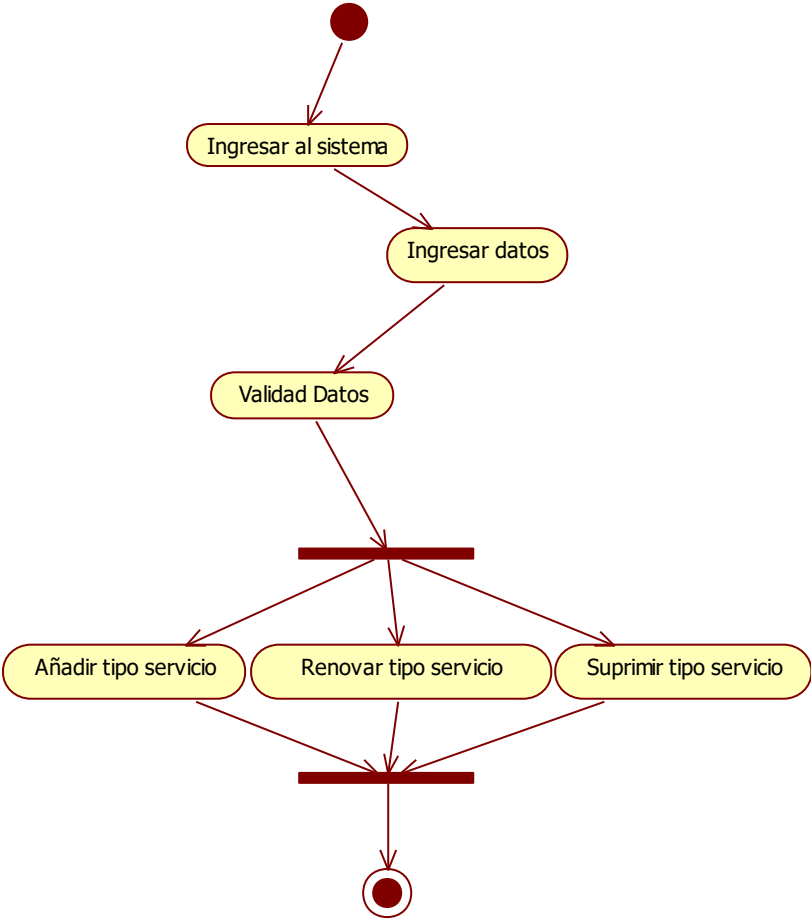 Ingresar al sistema
Ingresar datos
Validad Datos
Añadir tipo servicio
Renovar tipo servicio
Suprimir tipo servicio